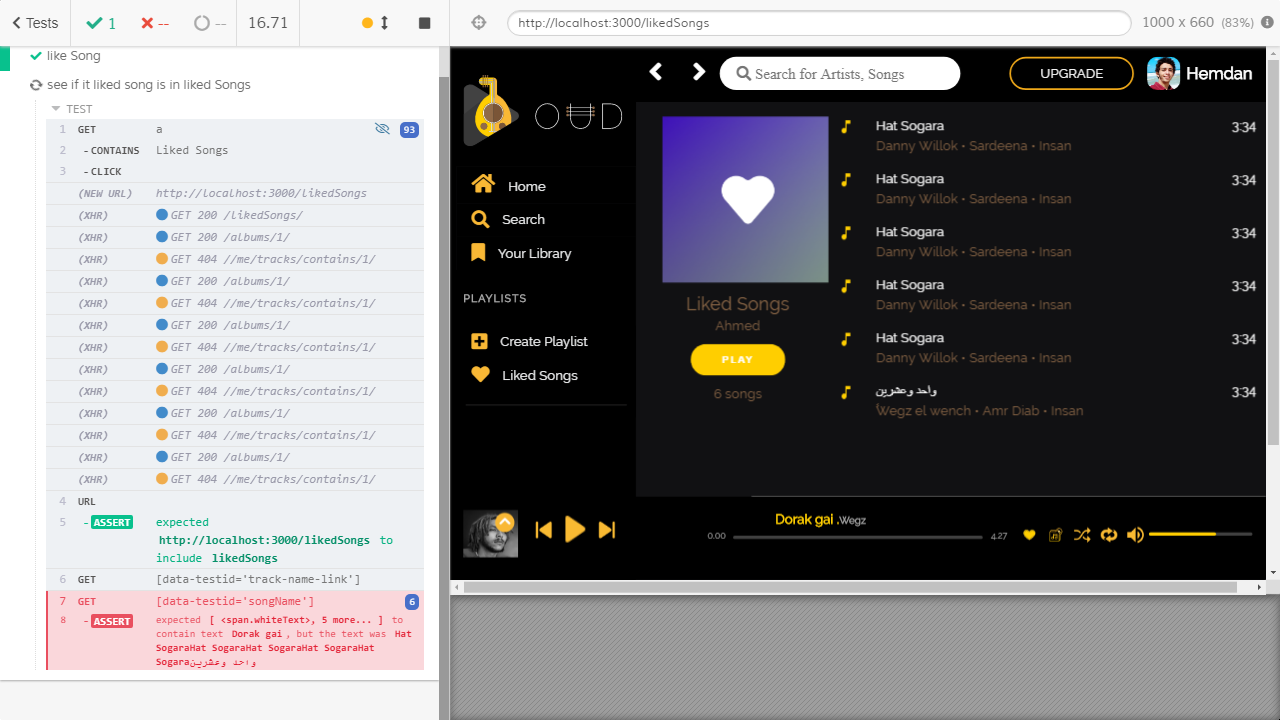 Tests
1
--
--
16.71
http://localhost:3000/likedSongs
1000 x 660 (83%)
like Song
see if it liked song is in liked Songs
TEST
1 GET a 93
2 - CONTAINS Liked Songs
3 - CLICK
(NEW URL) http://localhost:3000/likedSongs
(XHR) GET 200 /likedSongs/
(XHR) GET 200 /albums/1/
(XHR) GET 404 //me/tracks/contains/1/
(XHR) GET 200 /albums/1/
(XHR) GET 404 //me/tracks/contains/1/
(XHR) GET 200 /albums/1/
(XHR) GET 404 //me/tracks/contains/1/
(XHR) GET 200 /albums/1/
(XHR) GET 404 //me/tracks/contains/1/
(XHR) GET 200 /albums/1/
(XHR) GET 404 //me/tracks/contains/1/
(XHR) GET 200 /albums/1/
(XHR) GET 404 //me/tracks/contains/1/
4 URL
5 - ASSERT expected
http://localhost:3000/likedSongs to
include likedSongs
6 GET [data-testid='track-name-link']
7 GET [data-testid='songName'] 6
8 - ASSERT expected [ <span.whiteText>, 5 more... ] to
contain text Dorak gai, but the text was Hat
SogaraHat SogaraHat SogaraHat SogaraHat
Sogaraواحد وعشرين
OUD
Home
Search
Your Library
PLAYLISTS
Create Playlist
Liked Songs
Search for Artists, Songs
UPGRADE
Hemdan
Liked Songs
Ahmed
PLAY
6 songs
Hat Sogara 3:34
Danny Willok • Sardeena • Insan
Hat Sogara 3:34
Danny Willok • Sardeena • Insan
Hat Sogara 3:34
Danny Willok • Sardeena • Insan
Hat Sogara 3:34
Danny Willok • Sardeena • Insan
Hat Sogara 3:34
Danny Willok • Sardeena • Insan
واحد وعشرين 3:34
ُWegz el wench • Amr Diab • Insan
Dorak gai .Wegz
0.00 4.27